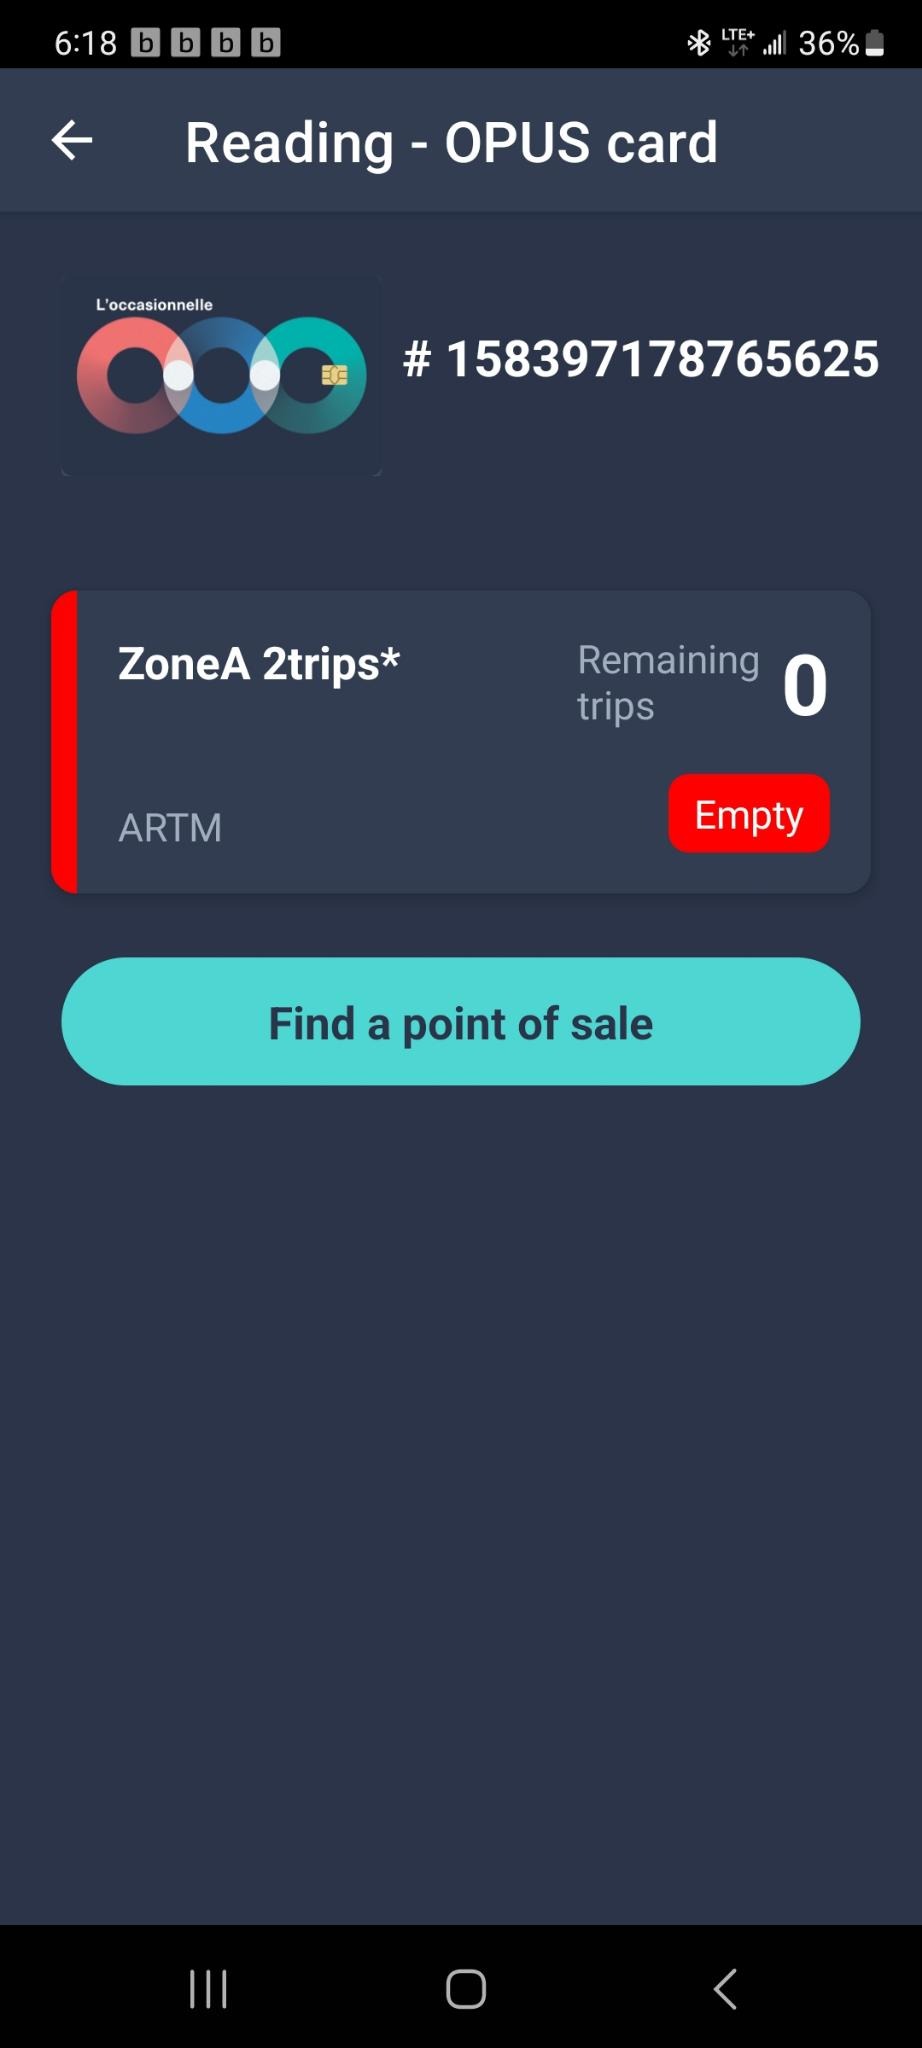 6:18 b b b b LTE+ 36%
Reading - OPUS card
L'occasionnelle
# 158397178765625
ZoneA 2trips*
Remaining
trips
0
ARTM
Empty
Find a point of sale